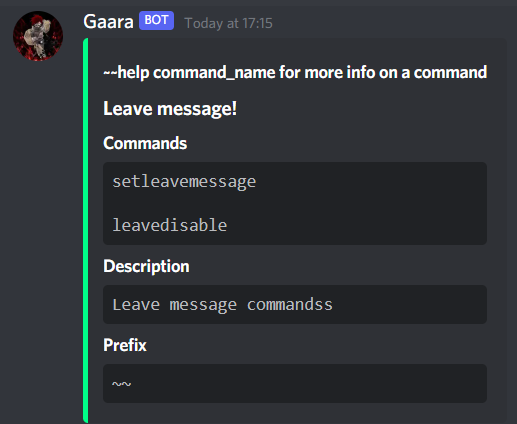 Gaara BOT Today at 17:15
~~help command_name for more info on a command
Leave message!
Commands
setleavemessage
leavedisable
Description
Leave message commandss
Prefix
~~